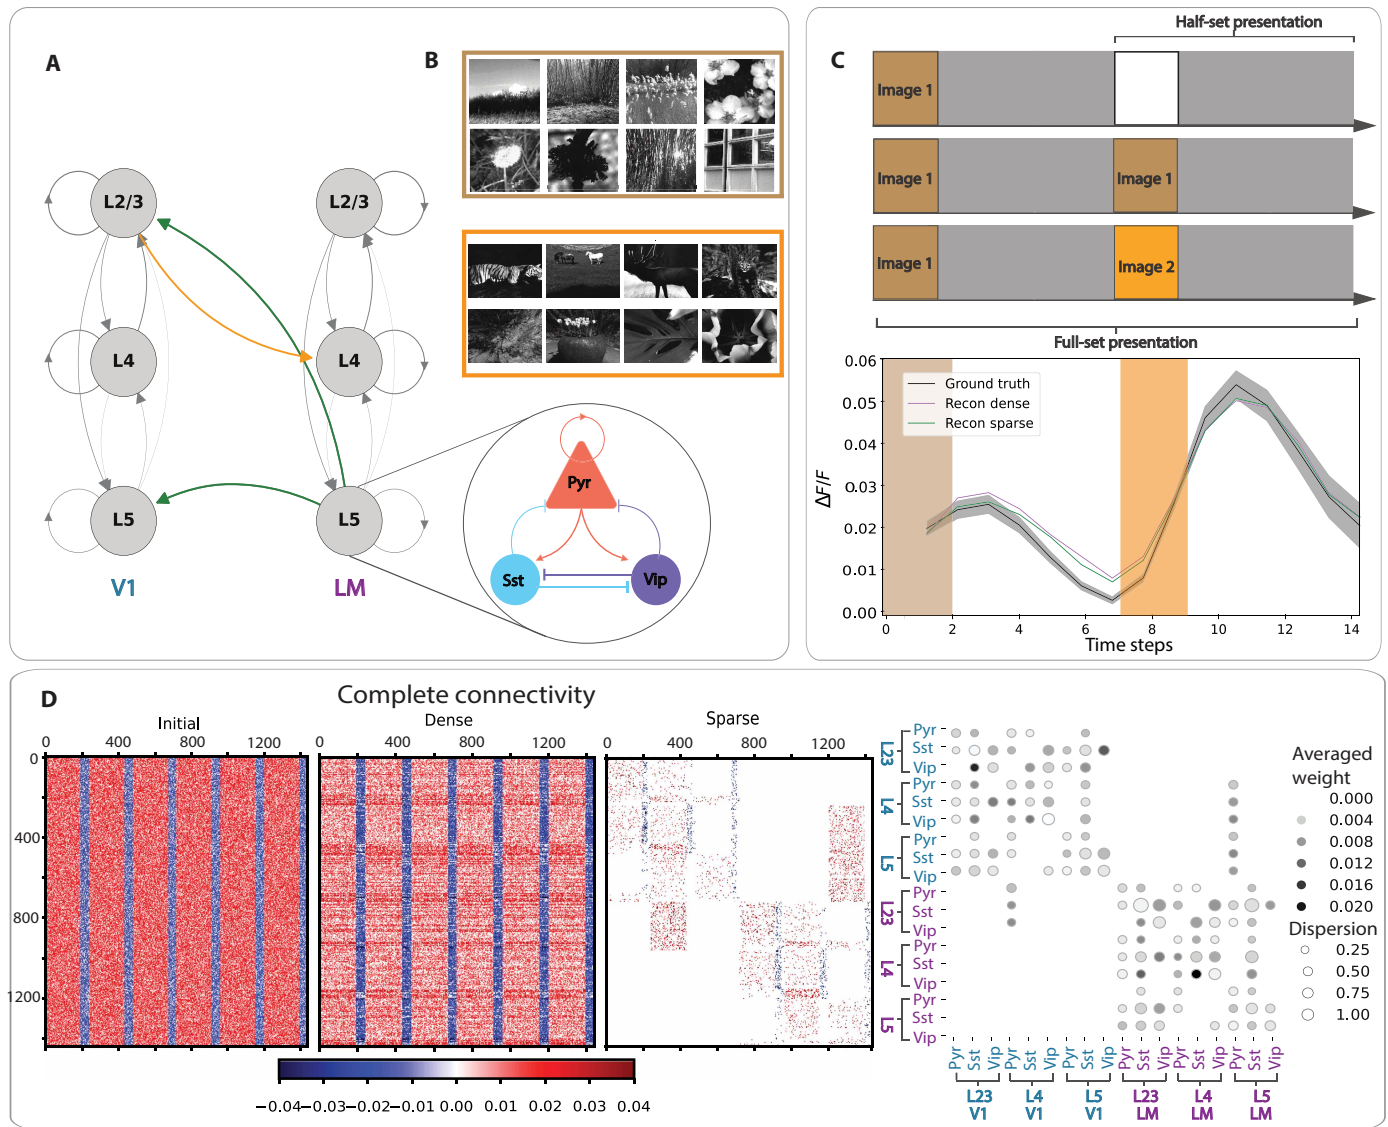 A
L2/3
L2/3
L4
L4
L5
L5
V1
LM
B
Pyr
Sst
Vip
C
Half-set presentation
Image 1
Image 1
Image 1
Image 1
Image 2
Full-set presentation
0.06
0.05
0.04
0.03
0.02
0.01
0.00
ΔF/F
Ground truth
Recon dense
Recon sparse
0 2 4 6 8 10 12 14
Time steps
D
Complete connectivity
Initial
Dense
Sparse
0 400 800 1200
0 400 800 1200
0 400 800 1200
0
400
800
1200
−0.04 −0.03 −0.02 −0.01 0.00 0.01 0.02 0.03 0.04
L23
Pyr
Sst
Vip
L4
Pyr
Sst
Vip
L5
Pyr
Sst
Vip
L23
Pyr
Sst
Vip
L4
Pyr
Sst
Vip
L5
Pyr
Sst
Vip
Pyr Sst Vip Pyr Sst Vip Pyr Sst Vip Pyr Sst Vip Pyr Sst Vip Pyr Sst Vip
L23 L4 L5 L23 L4 L5
V1 V1 V1 LM LM LM
Averaged
weight
0.000
0.004
0.008
0.012
0.016
0.020
Dispersion
0.25
0.50
0.75
1.00